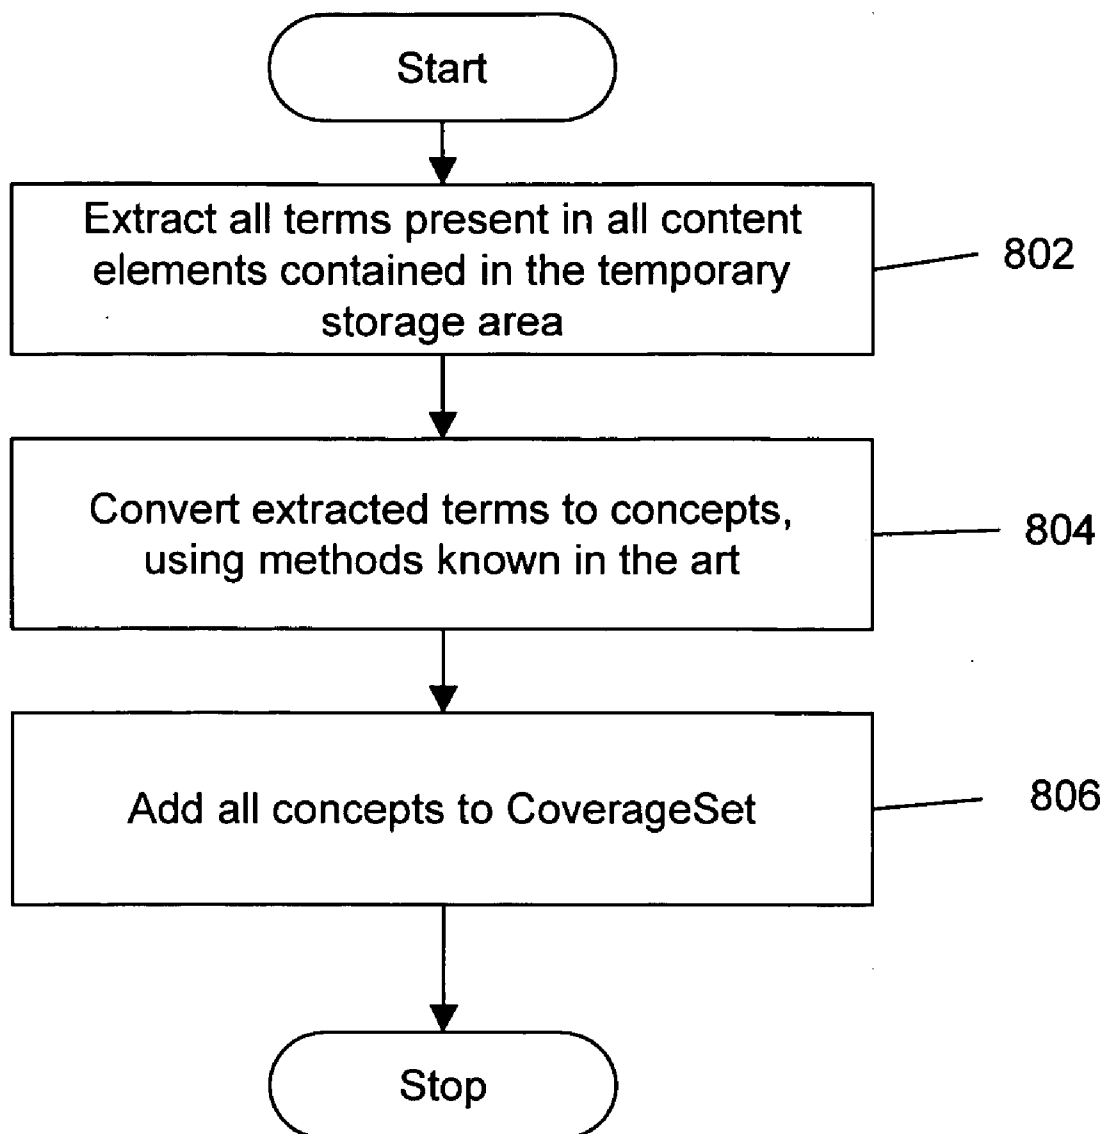 Start
Extract all terms present in all content
elements contained in the temporary
storage area
802
Convert extracted terms to concepts,
using methods known in the art
804
Add all concepts to CoverageSet
806
Stop